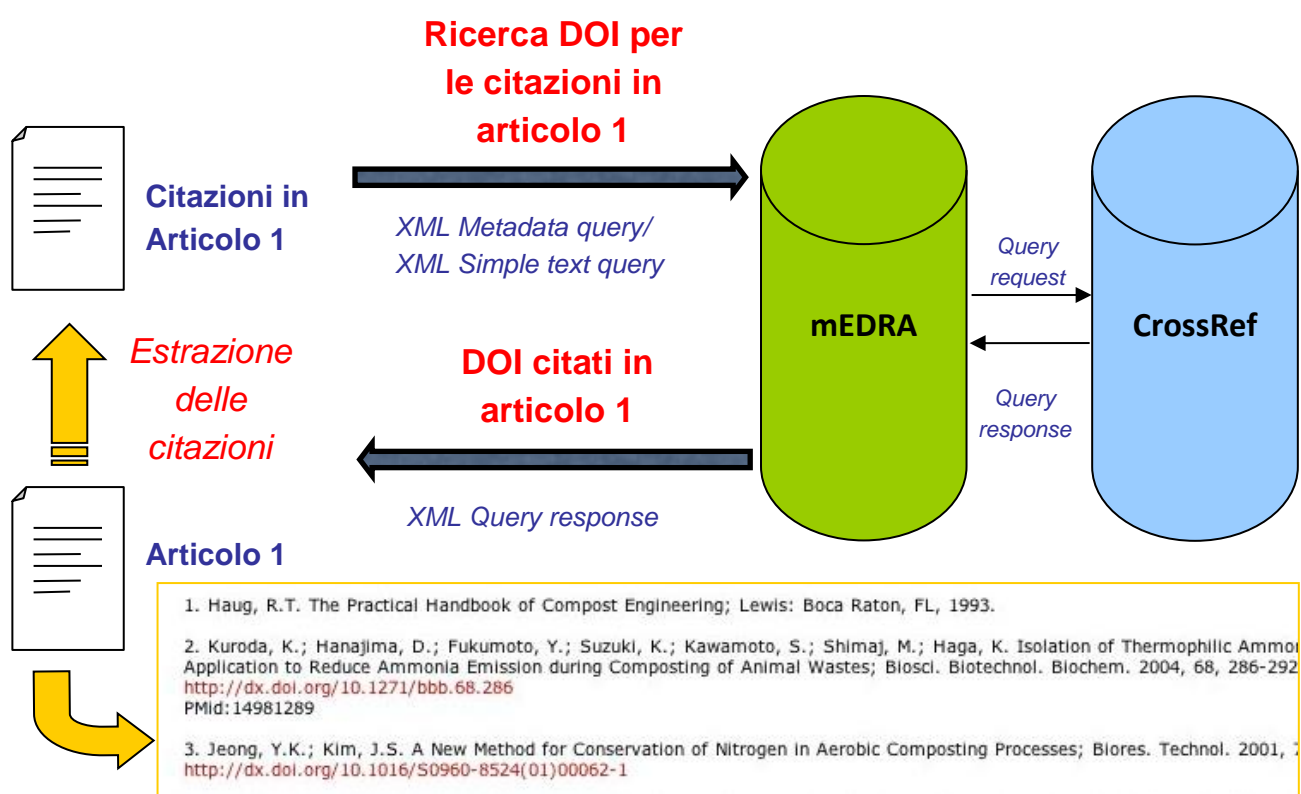 Ricerca DOI per
le citazioni in
articolo 1
Citazioni in
Articolo 1
XML Metadata query/
XML Simple text query
Query
request
mEDRA
CrossRef
Estrazione
delle
citazioni
DOI citati in
articolo 1
Query
response
XML Query response
Articolo 1
1. Haug, R.T. The Practical Handbook of Compost Engineering; Lewis: Boca Raton, FL, 1993.
2. Kuroda, K.; Hanajima, D.; Fukumoto, Y.; Suzuki, K.; Kawamoto, S.; Shimaj, M.; Haga, K. Isolation of Thermophilic Ammo
Application to Reduce Ammonia Emission during Composting of Animal Wastes; Biosci. Biotechnol. Biochem. 2004, 68, 286-292
http://dx.doi.org/10.1271/bbb.68.286
PMid:14981289
3. Jeong, Y.K.; Kim, J.S. A New Method for Conservation of Nitrogen in Aerobic Composting Processes; Biores. Technol. 2001,
http://dx.doi.org/10.1016/S0960-8524(01)00062-1